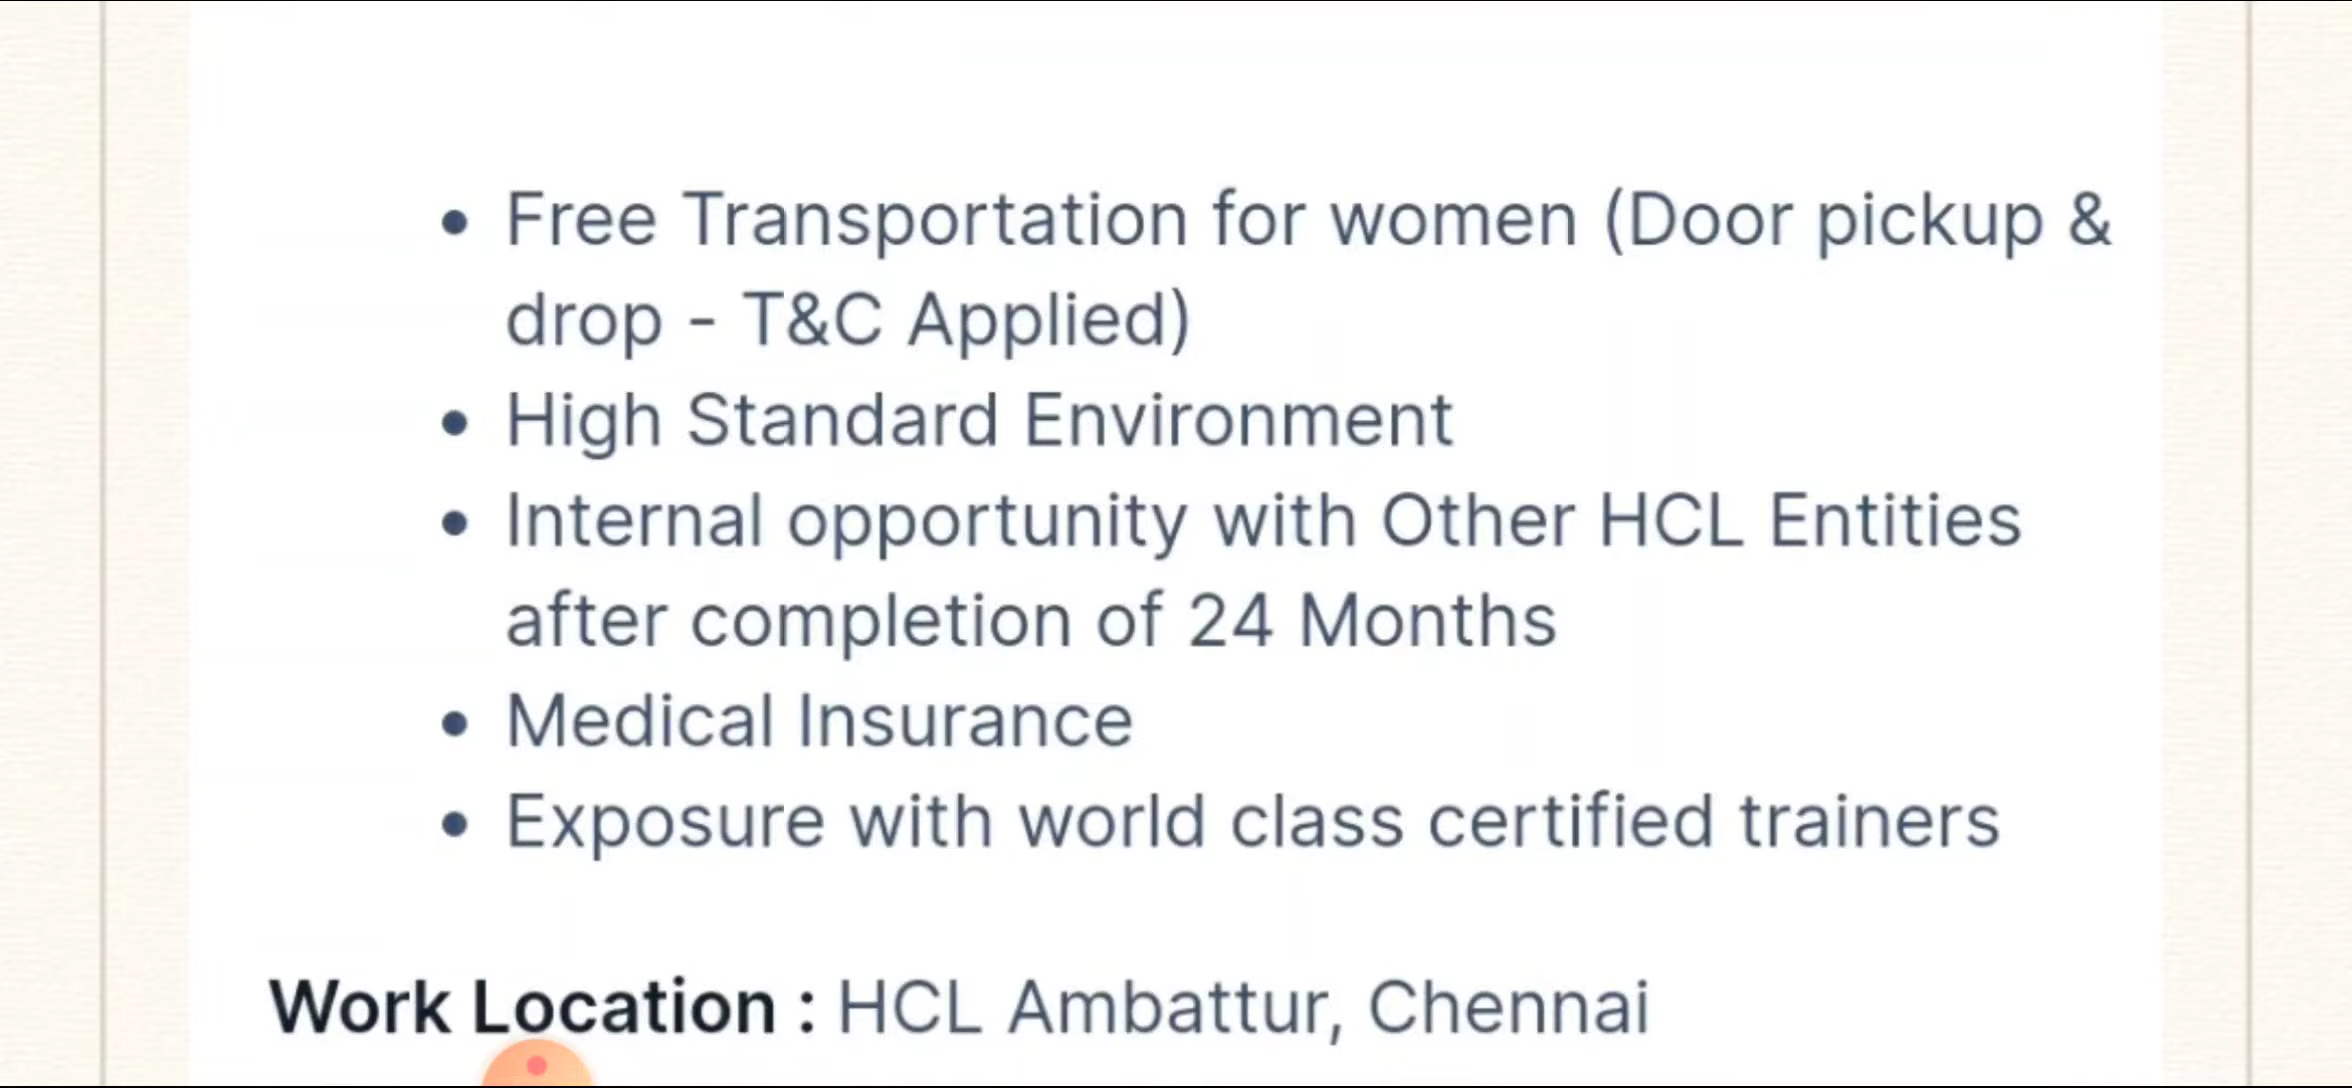 • Free Transportation for women (Door pickup &
drop - T&C Applied)
• High Standard Environment
• Internal opportunity with Other HCL Entities
after completion of 24 Months
• Medical Insurance
• Exposure with world class certified trainers
Work Location : HCL Ambattur, Chennai